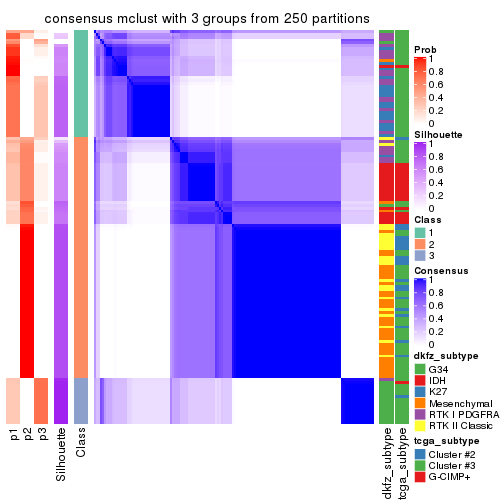 consensus mclust with 3 groups from 250 partitions
Prob
1
0.8
0.6
0.4
0.2
0
Silhouette
1
0.8
0.6
0.4
0.2
0
Class
1
2
3
Consensus
1
0.8
0.6
0.4
0.2
0
dkfz_subtype
G34
IDH
K27
Mesenchymal
RTK I PDGFRA
RTK II Classic
tcga_subtype
Cluster #2
Cluster #3
G-CIMP+
p1
p2
p3
Silhouette
Class
dkfz_subtype
tcga_subtype